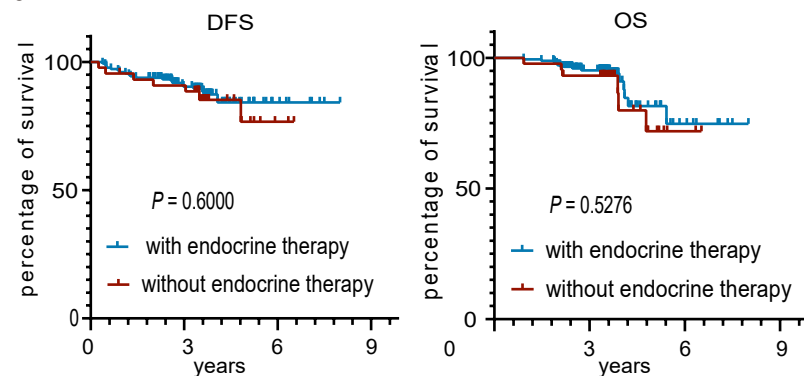 DFS
percentage of survival
100
50
0
P = 0.6000
with endocrine therapy
without endocrine therapy
0 3 6 9
years
OS
percentage of survival
100
50
0
P = 0.5276
with endocrine therapy
without endocrine therapy
0 3 6 9
years